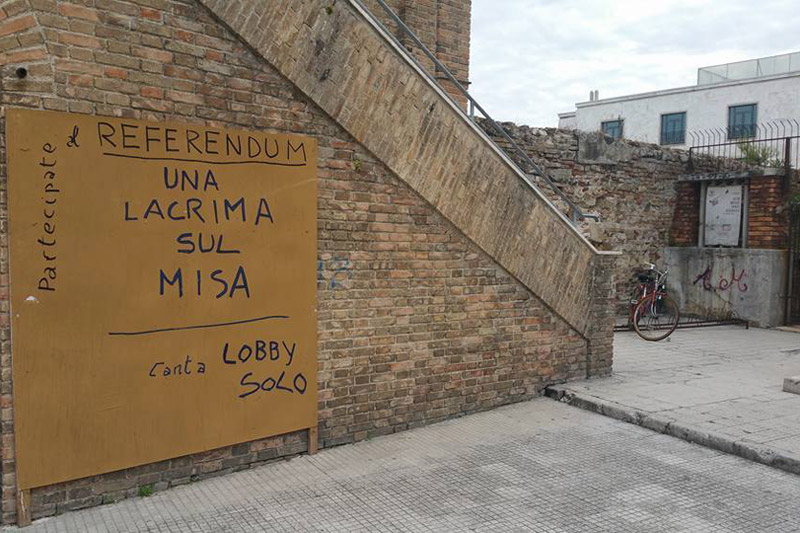 Partecipate al
REFERENDUM
UNA
LACRIMA
SUL
MISA
canta LOBBY
SOLO